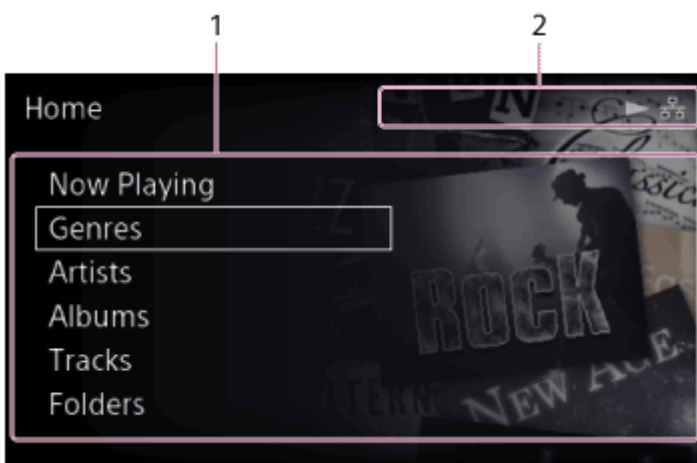 1 2
Home
Now Playing
Genres
Artists
Albums
Tracks
Folders
ROCK
NEW AGE